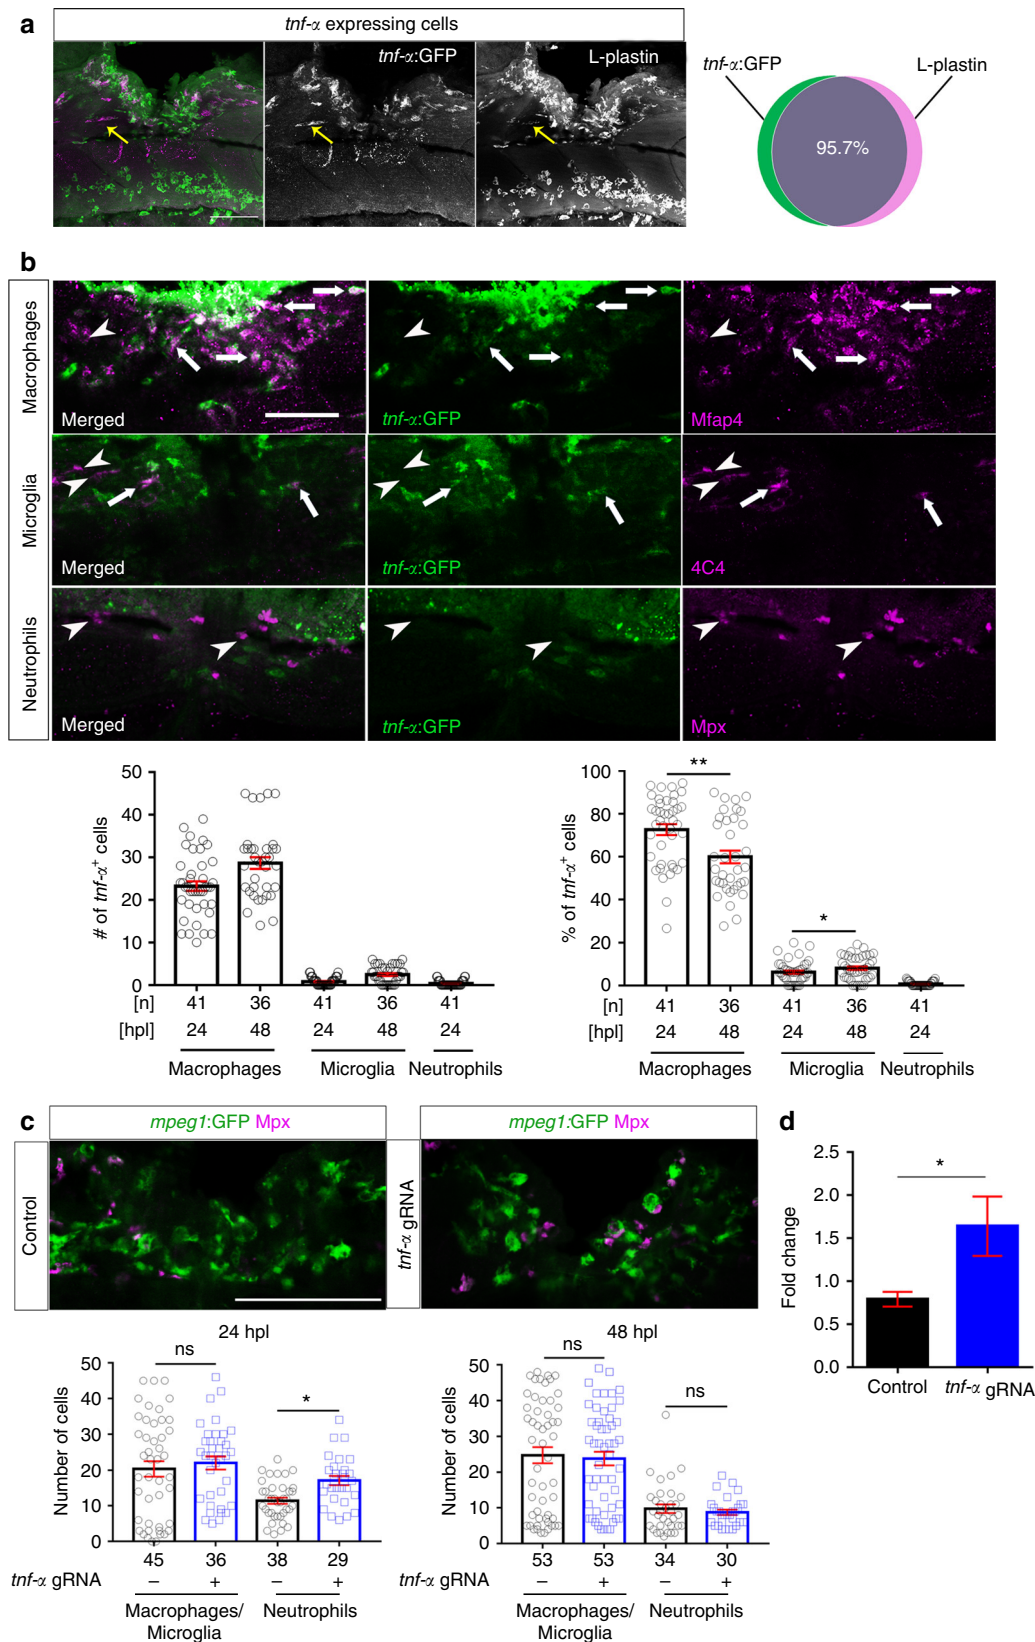 a
tnf-α expressing cells
tnf-α:GFP
L-plastin
tnf-α:GFP
L-plastin
95.7%
b
Macrophages
Merged
tnf-α:GFP
Mfap4
Microglia
Merged
tnf-α:GFP
4C4
Neutrophils
Merged
tnf-α:GFP
Mpx
# of tnf-α+ cells
50
40
30
20
10
0
[n] 41 36 41 36 41
[hpl] 24 48 24 48 24
Macrophages Microglia Neutrophils
% of tnf-α+ cells
100
80
60
40
20
0
**
*
41 36 41 36 41
[n]
[hpl]
24 48 24 48 24
Macrophages Microglia Neutrophils
c
mpeg1:GFP Mpx
mpeg1:GFP Mpx
Control
tnf-α gRNA
24 hpl
Number of cells
50
40
30
20
10
0
ns
*
45 36 38 29
tnf-α gRNA − + − +
Macrophages/
Microglia
Neutrophils
48 hpl
Number of cells
50
40
30
20
10
0
ns
ns
53 53 34 30
tnf-α gRNA − + − +
Macrophages/
Microglia
Neutrophils
d
Fold change
2.5
2.0
1.5
1.0
0.5
0.0
*
Control
tnf-α gRNA